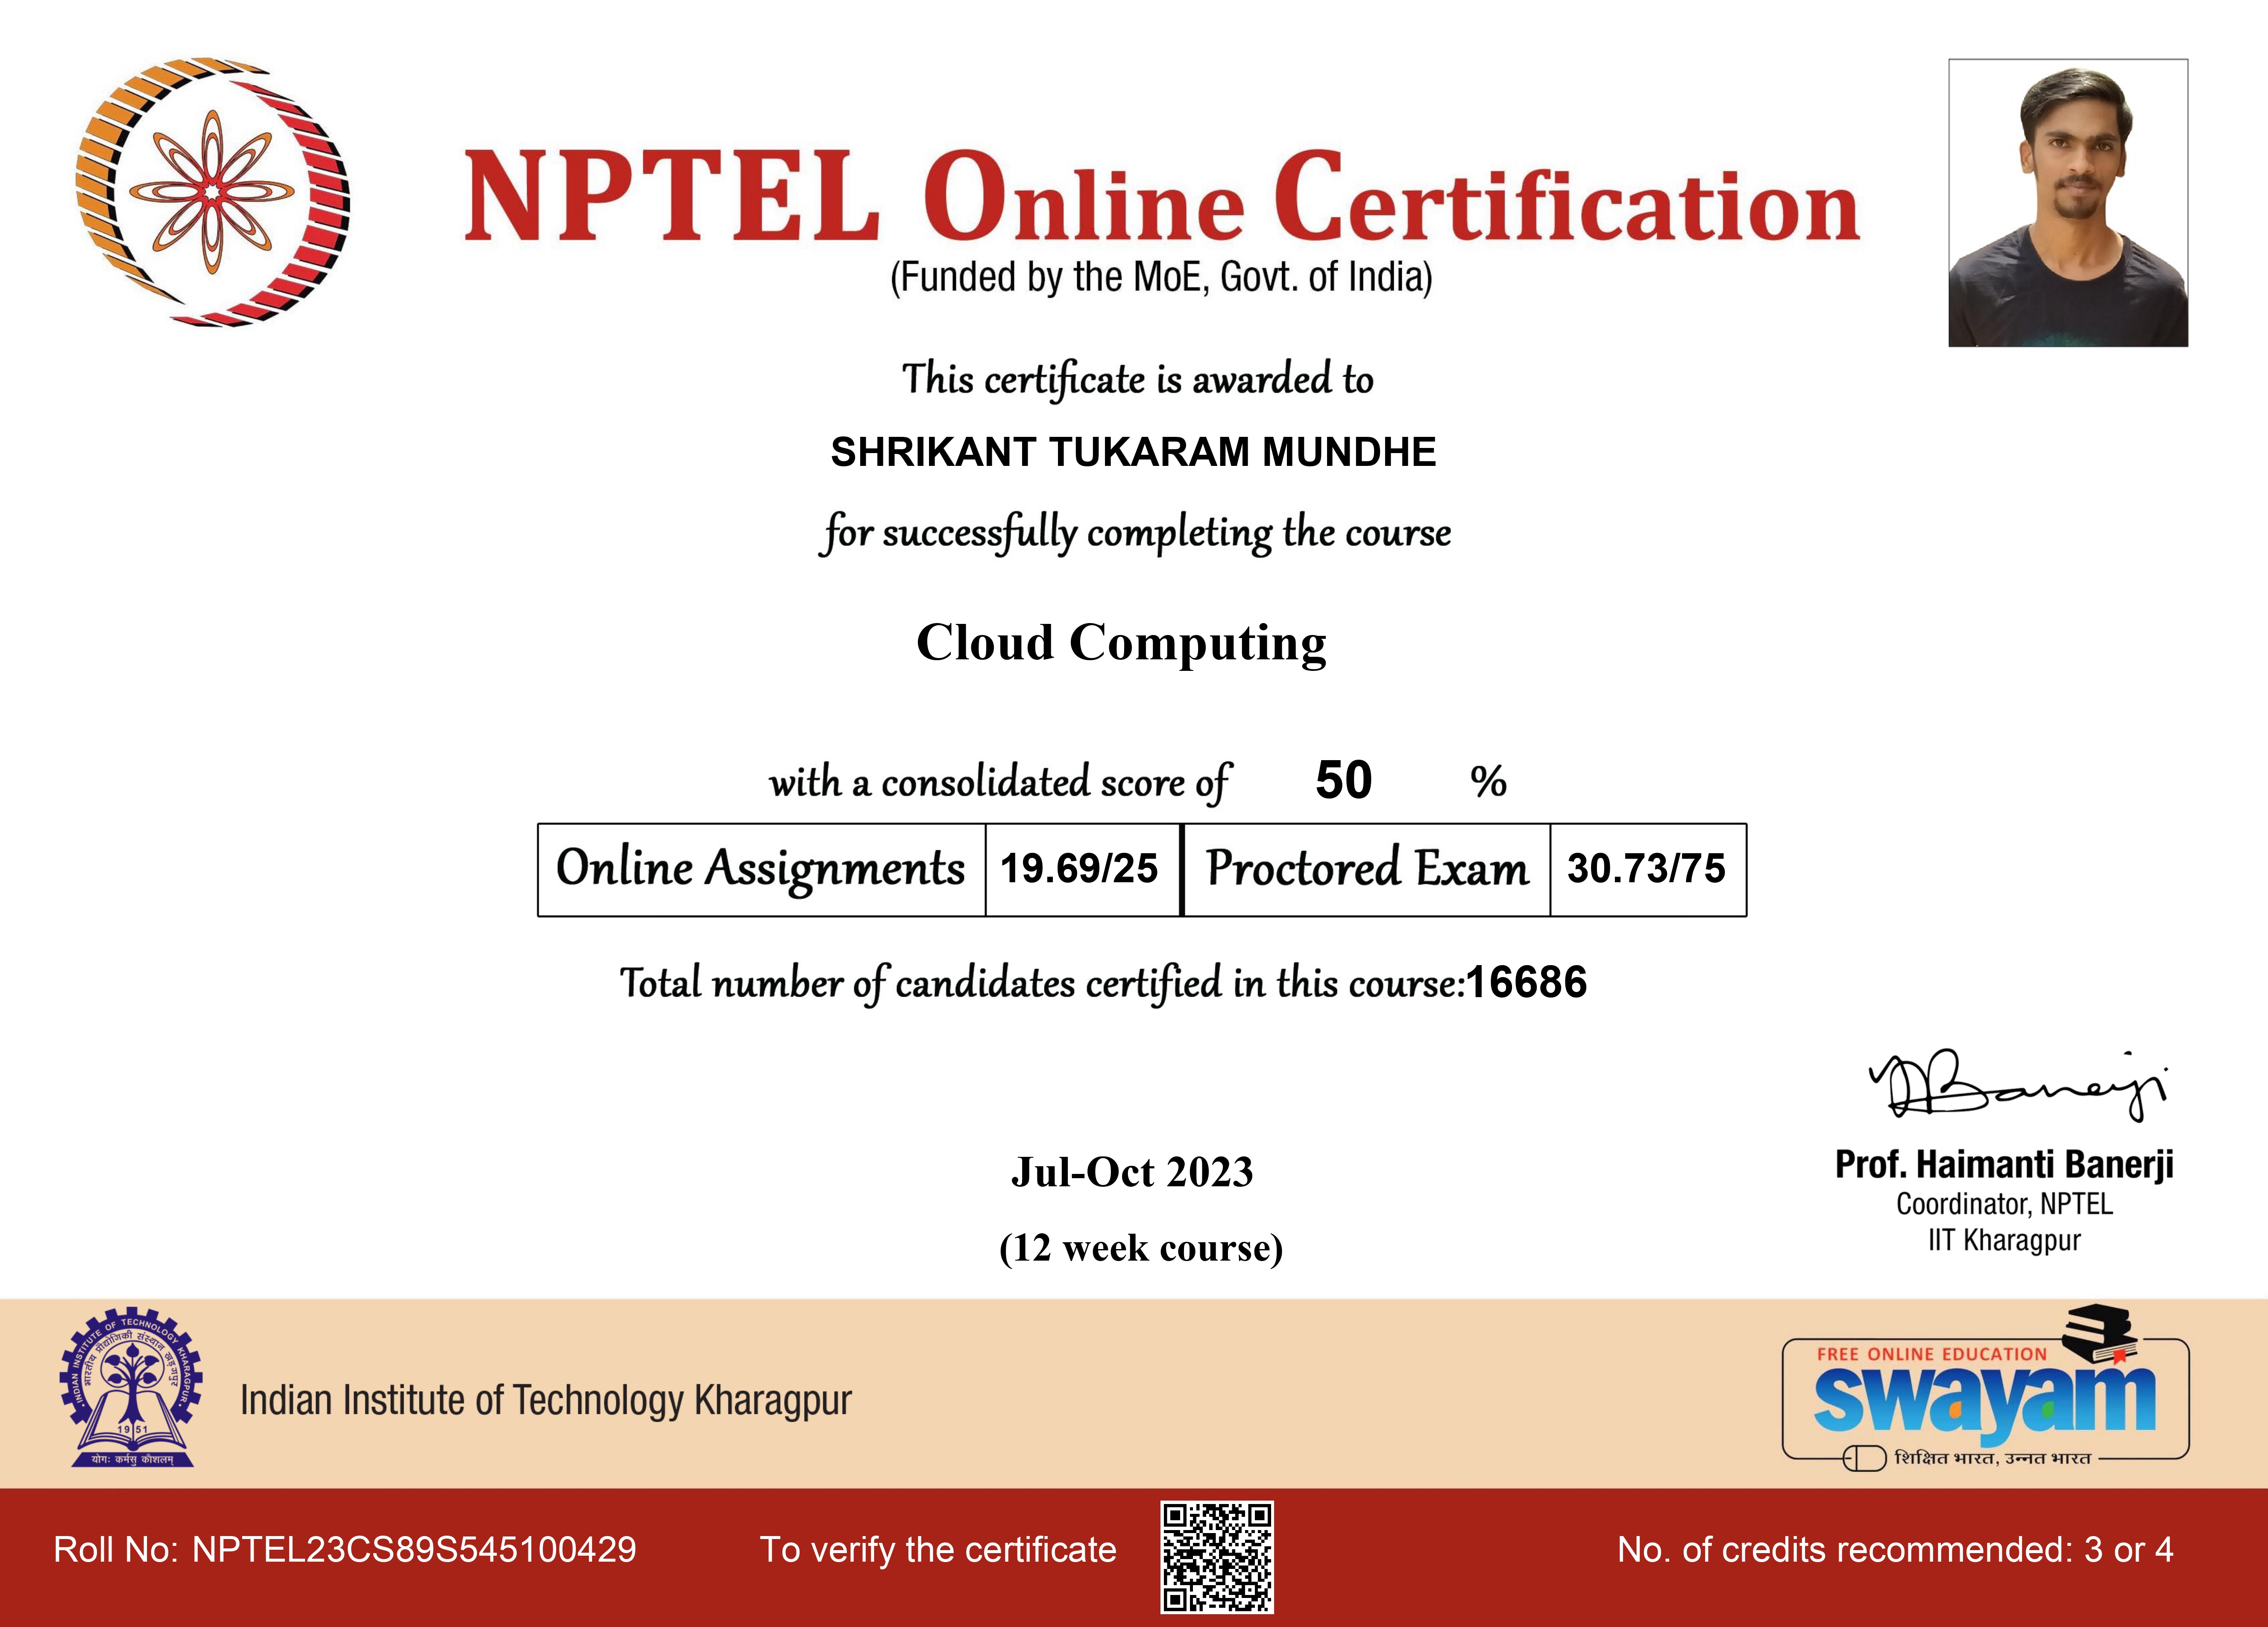 NPTEL Online Certification
(Funded by the MoE, Govt. of India)
This certificate is awarded to
SHRIKANT TUKARAM MUNDHE
for successfully completing the course
Cloud Computing
with a consolidated score of 50 %
Online Assignments 19.69/25 Proctored Exam 30.73/75
Total number of candidates certified in this course:16686
Banerji
Prof. Haimanti Banerji
Coordinator, NPTEL
IIT Kharagpur
Jul-Oct 2023
(12 week course)
INDIAN INSTITUTE OF TECHNOLOGY KHARAGPUR
भारतीय प्रौद्योगिकी संस्थान खड़गपुर
1951
योगः कर्मसु कौशलम्
Indian Institute of Technology Kharagpur
FREE ONLINE EDUCATION
swayam
शिक्षित भारत, उन्नत भारत
Roll No: NPTEL23CS89S545100429
To verify the certificate
No. of credits recommended: 3 or 4